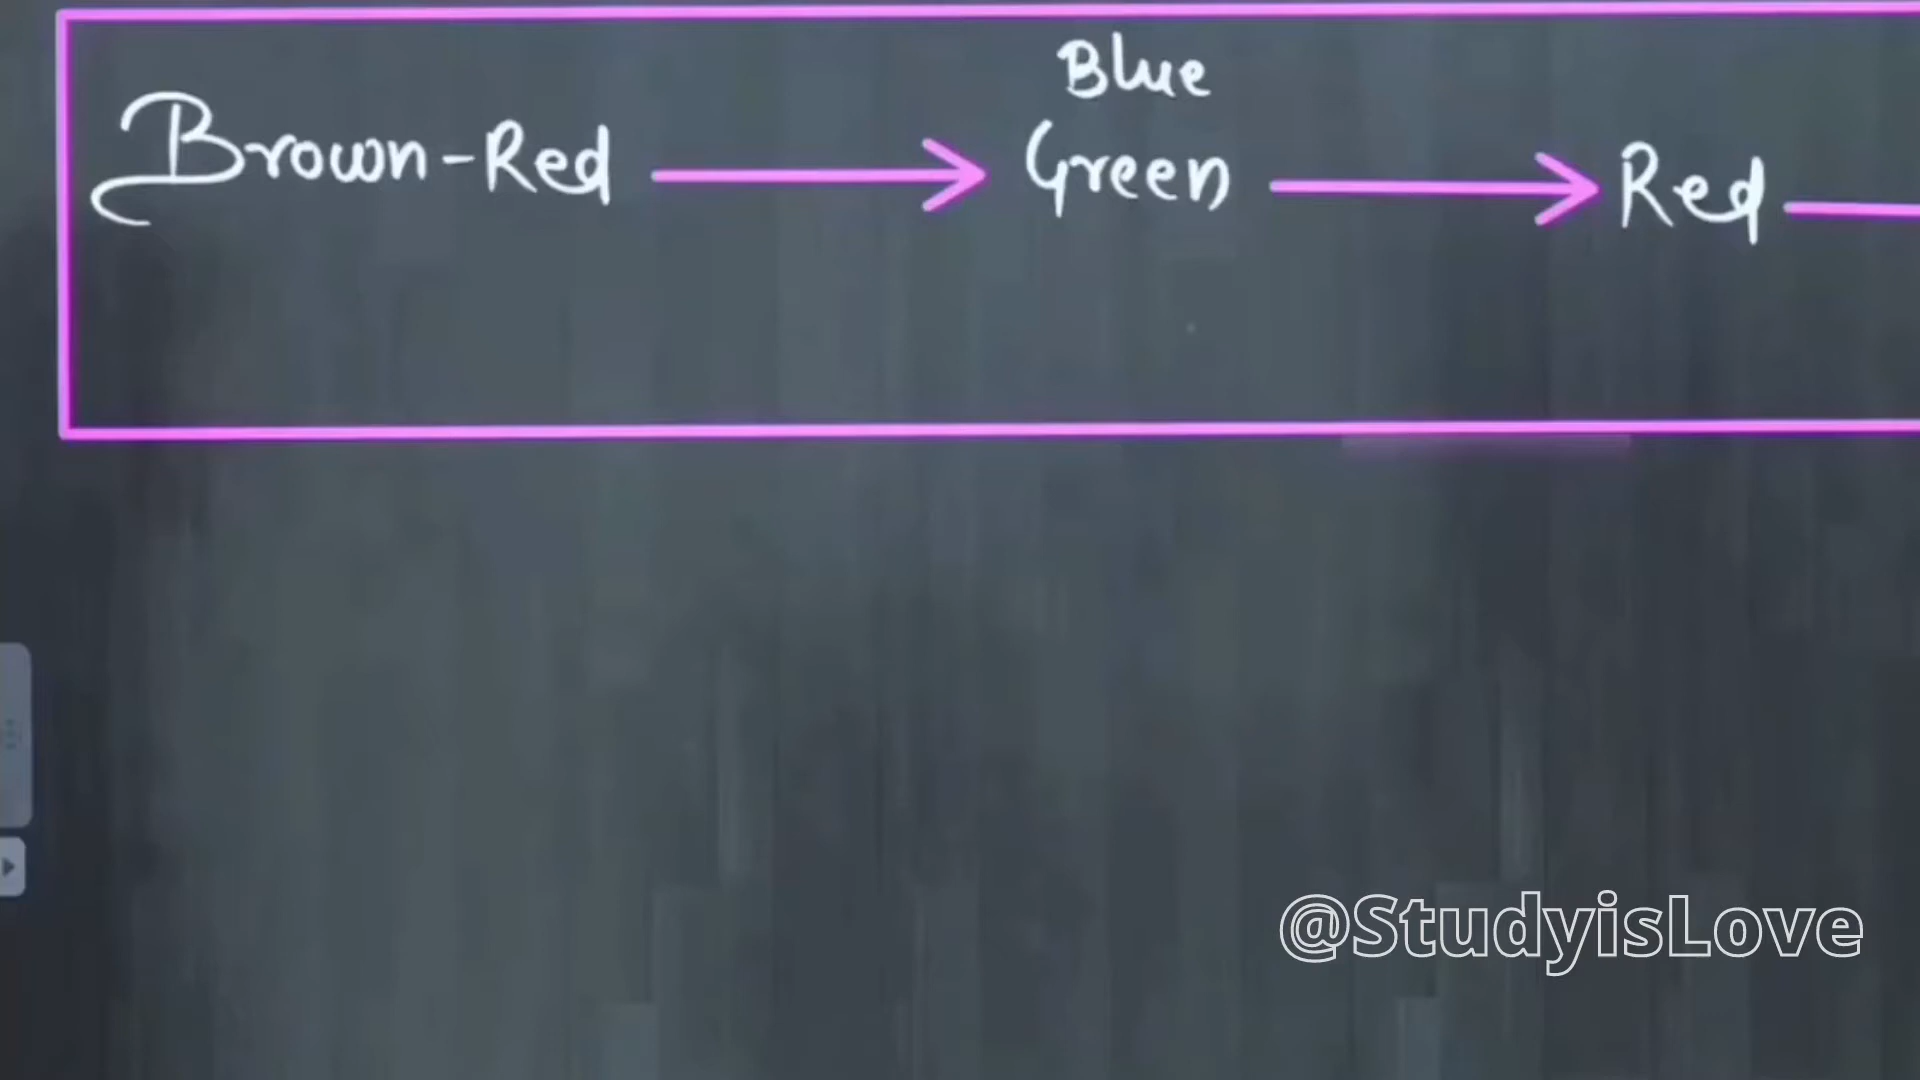 Blue
Brown-Red → Green → Red
@StudyisLove